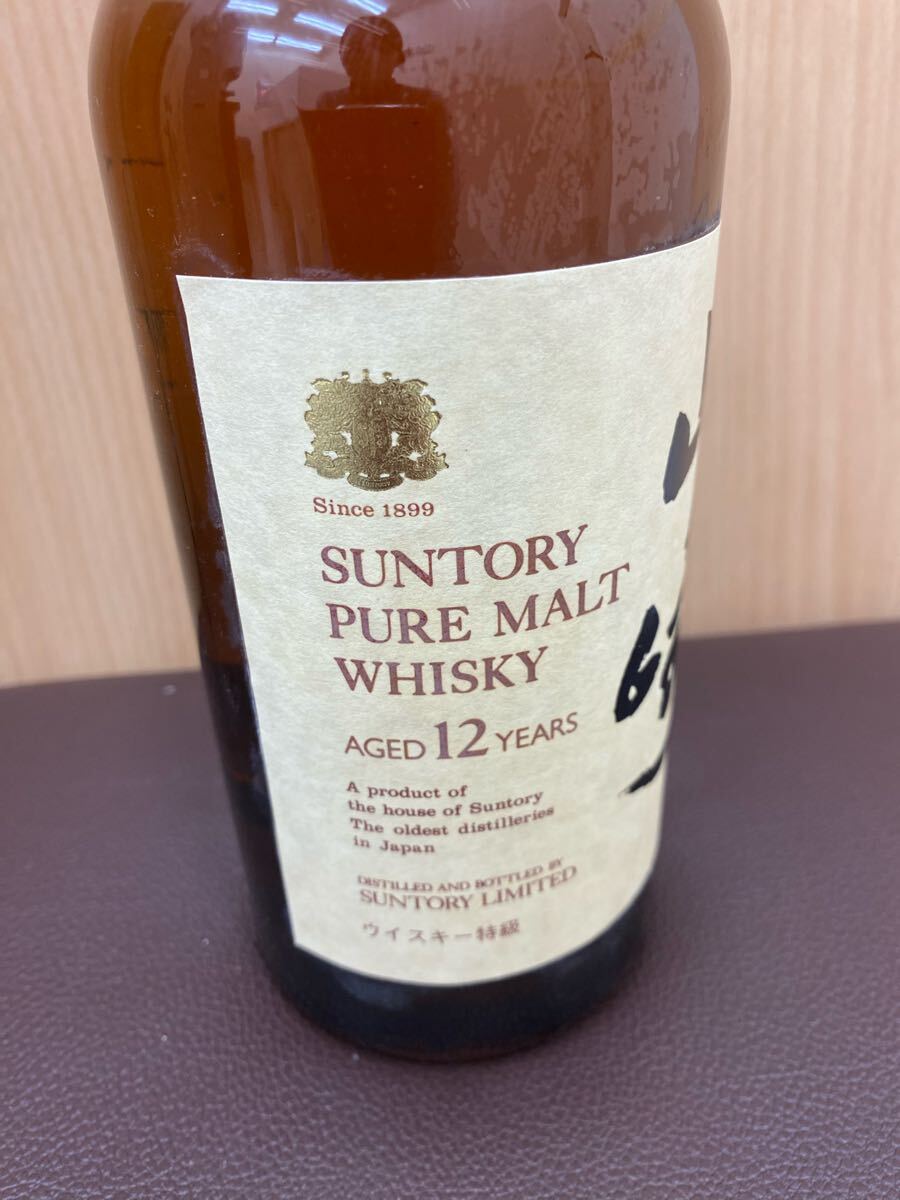 Since 1899
SUNTORY
PURE MALT
WHISKY
AGED 12 YEARS
A product of
the house of Suntory
The oldest distilleries
in Japan
DISTILLED AND BOTTLED BY
SUNTORY LIMITED
ウイスキー特級